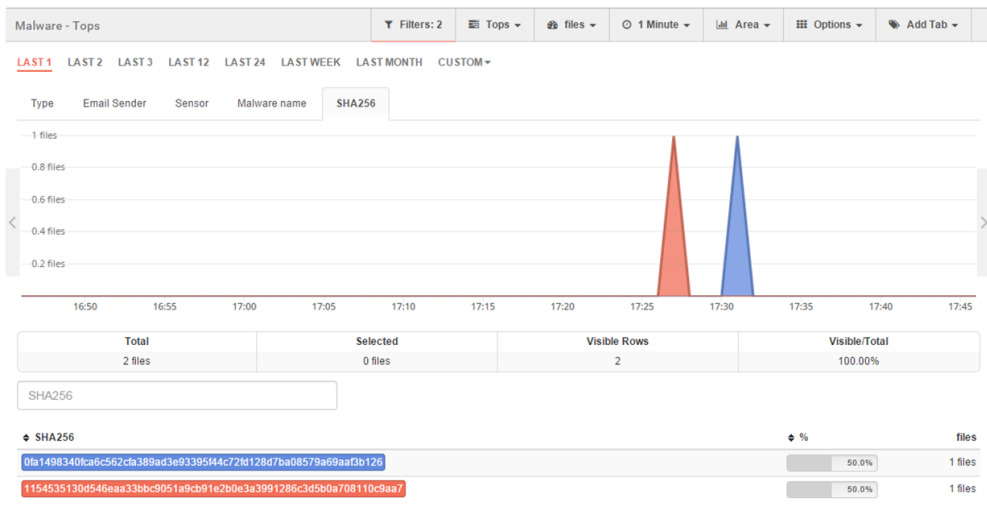 Malware - Tops Filters: 2 Tops files 1 Minute Area Options Add Tab
LAST 1 LAST 2 LAST 3 LAST 12 LAST 24 LAST WEEK LAST MONTH CUSTOM
Type Email Sender Sensor Malware name SHA256
1 files
0.8 files
0.6 files
0.4 files
0.2 files
16:50 16:55 17:00 17:05 17:10 17:15 17:20 17:25 17:30 17:35 17:40 17:45
Total Selected Visible Rows Visible/Total
2 files 0 files 2 100.00%
SHA256
SHA256 % files
0fa1498340fca6c562cfa389ad3e93395f44c72fd128d7ba08579a69aaf3b126 50.0% 1 files
1154535130d546eaa33bbc9051a9cb91e2b0e3a3991286c3d5b0a708110c9aa7 50.0% 1 files